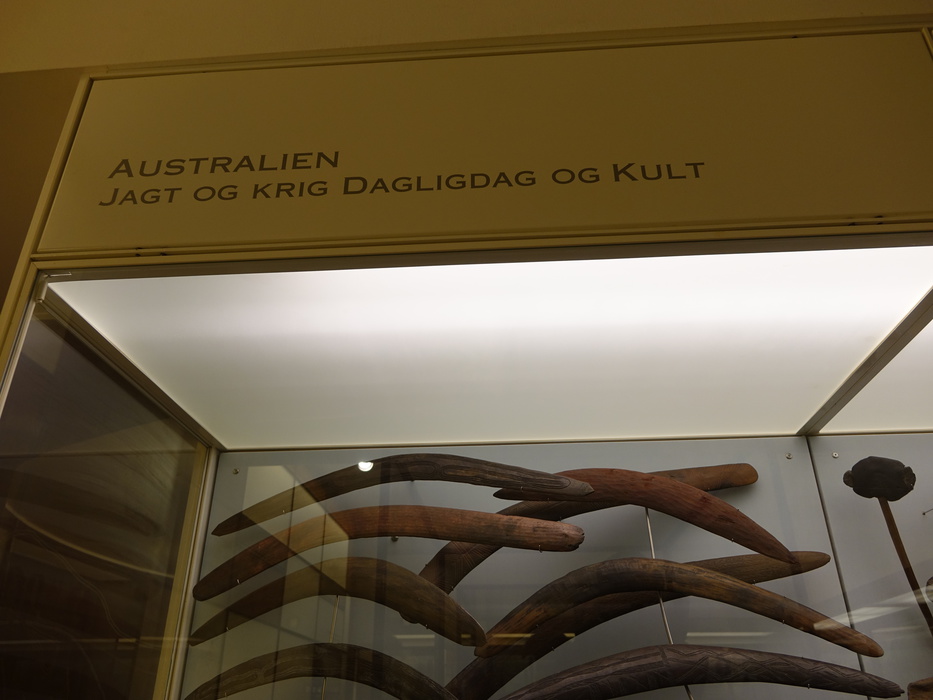 AUSTRALIEN
JAGT OG KRIG DAGLIGDAG OG KULT